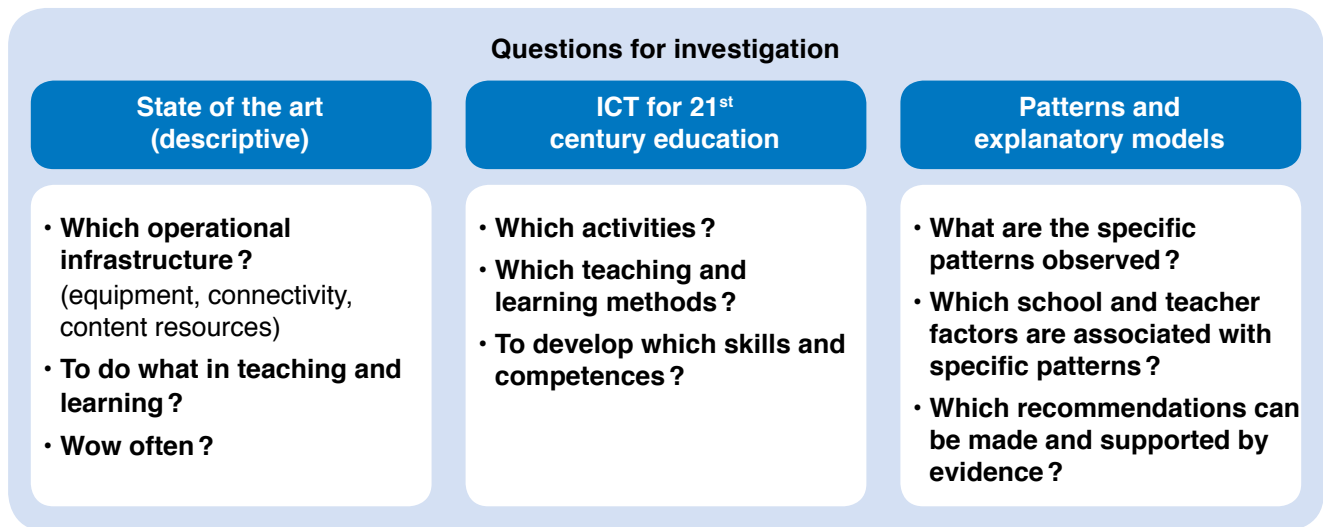 Questions for investigation
State of the art
(descriptive)
• Which operational
infrastructure ?
(equipment, connectivity,
content resources)
• To do what in teaching and
learning ?
• Wow often ?
ICT for 21st
century education
• Which activities ?
• Which teaching and
learning methods ?
• To develop which skills and
competences ?
Patterns and
explanatory models
• What are the specific
patterns observed ?
• Which school and teacher
factors are associated with
specific patterns ?
• Which recommendations can
be made and supported by
evidence ?